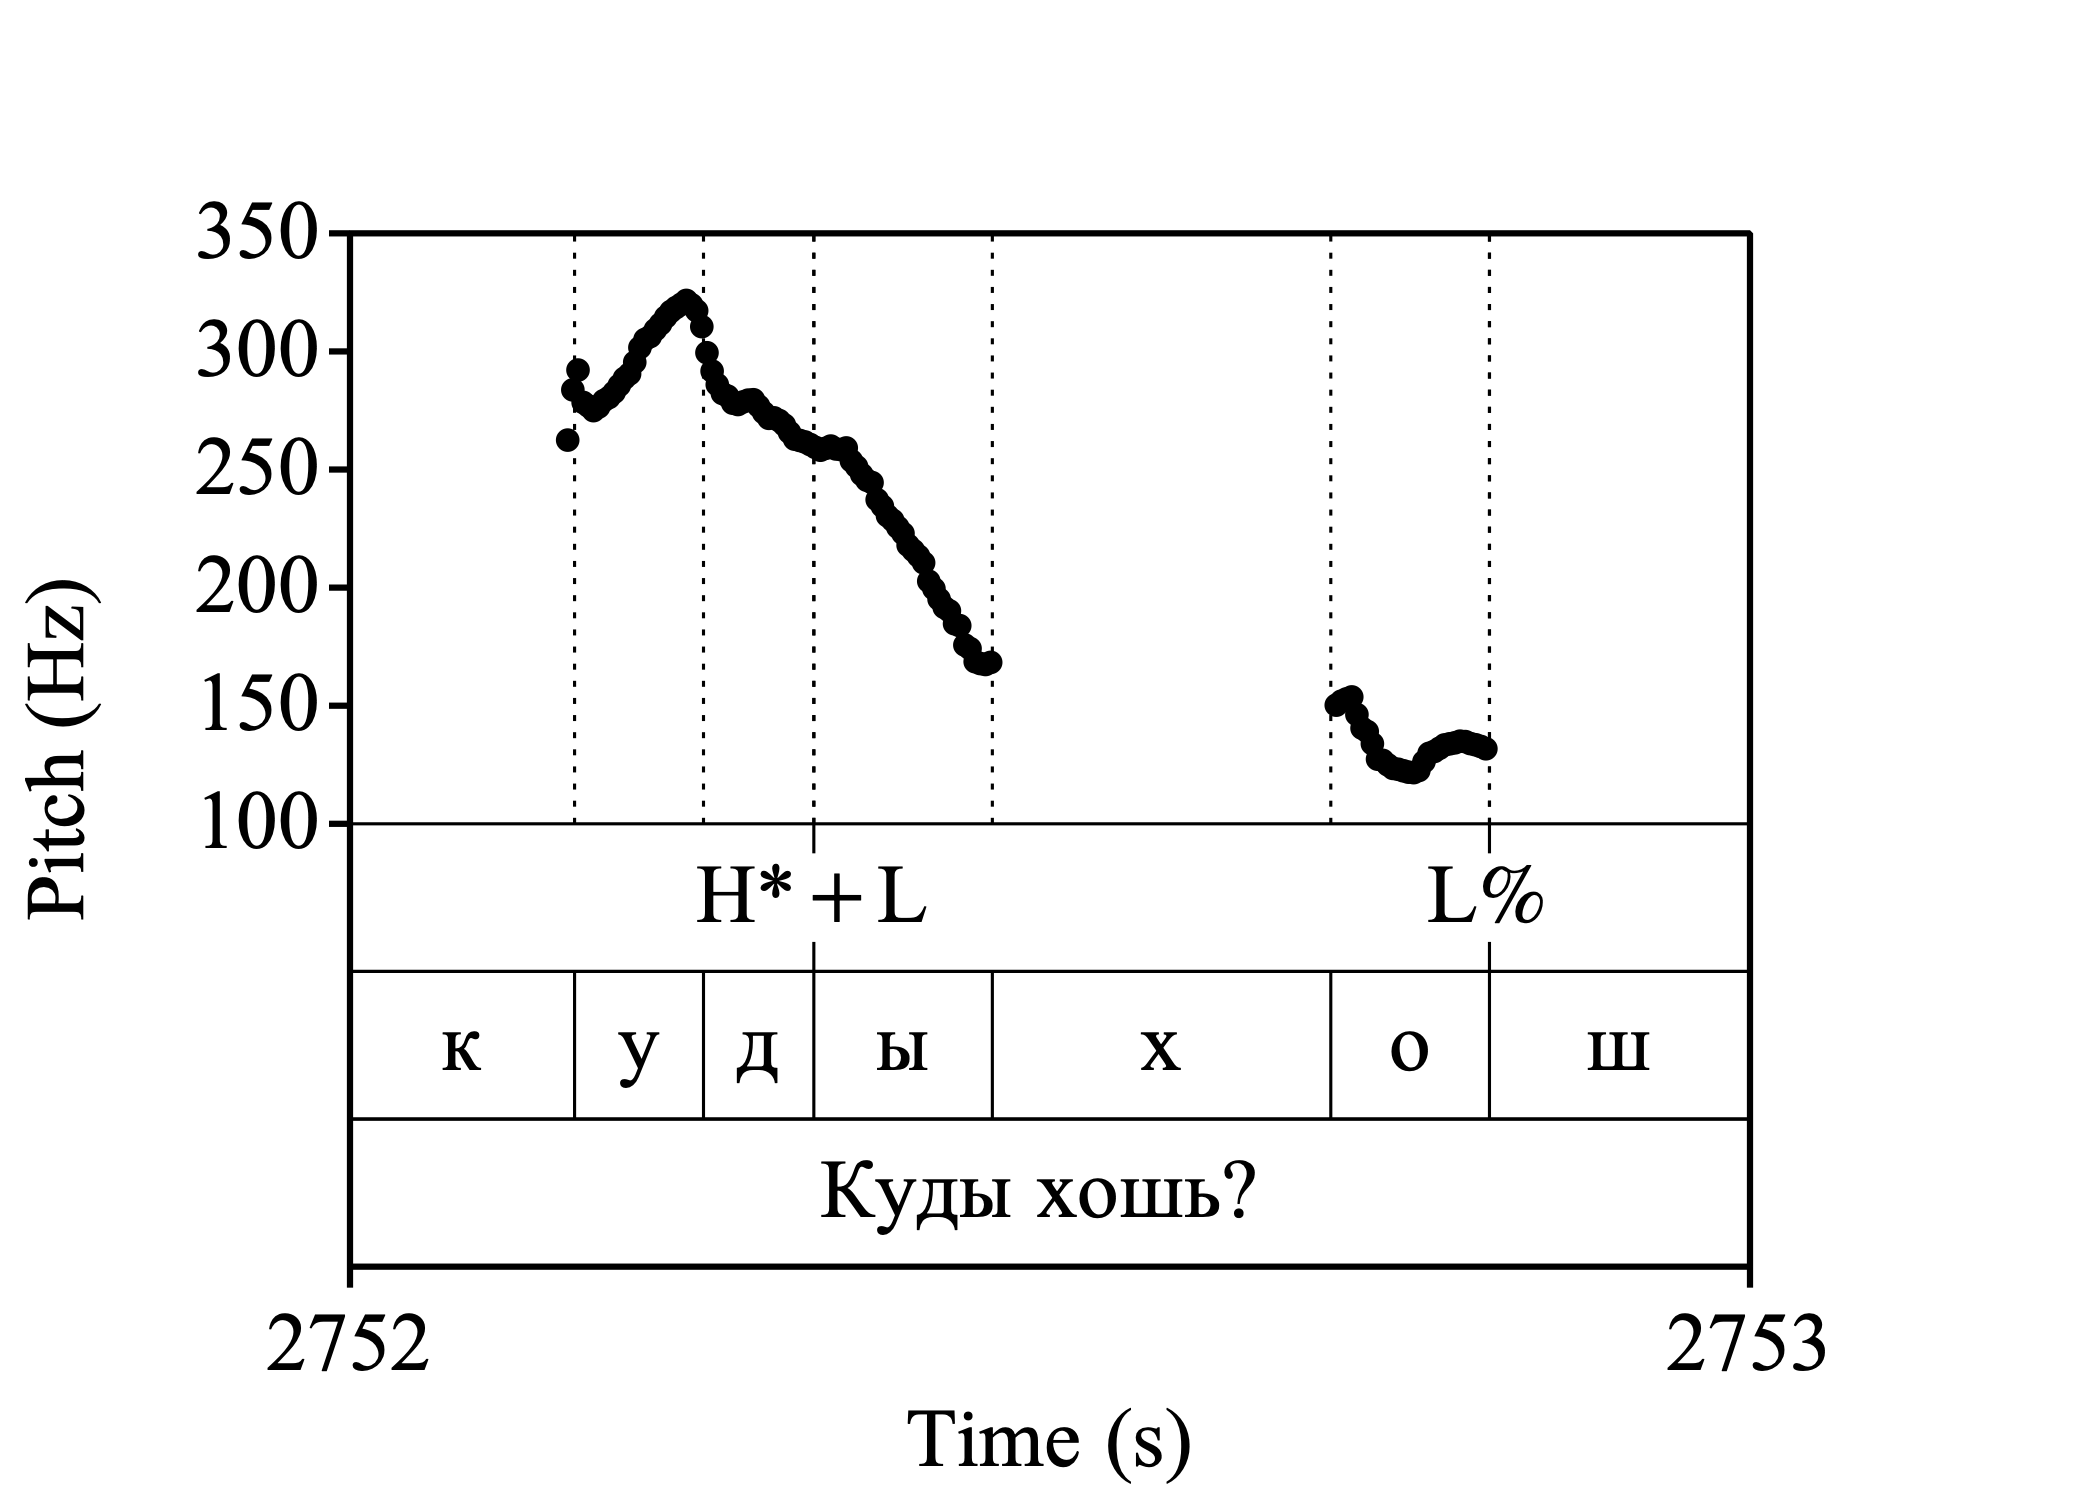 350
300
250
200
150
100
Pitch (Hz)
H*+L L%
к у д ы х о ш
Куды хошь?
2752 2753
Time (s)